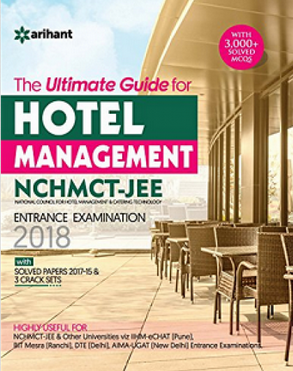 arihant
WITH
3,000+
SOLVED
MCQs
The Ultimate Guide for
HOTEL
MANAGEMENT
NCHMCT-JEE
NATIONAL COUNCIL FOR HOTEL MANAGEMENT & CATERING TECHNOLOGY
ENTRANCE EXAMINATION
2018
with
SOLVED PAPERS 2017-15 &
3 CRACK SETS
HIGHLY USEFUL FOR
NCHMCT-JEE & Other Universities viz IIHM-eCHAT (Pune),
BIT Mesra (Ranchi), DTE (Delhi), AIMA-UGAT (New Delhi) Entrance Examinations.